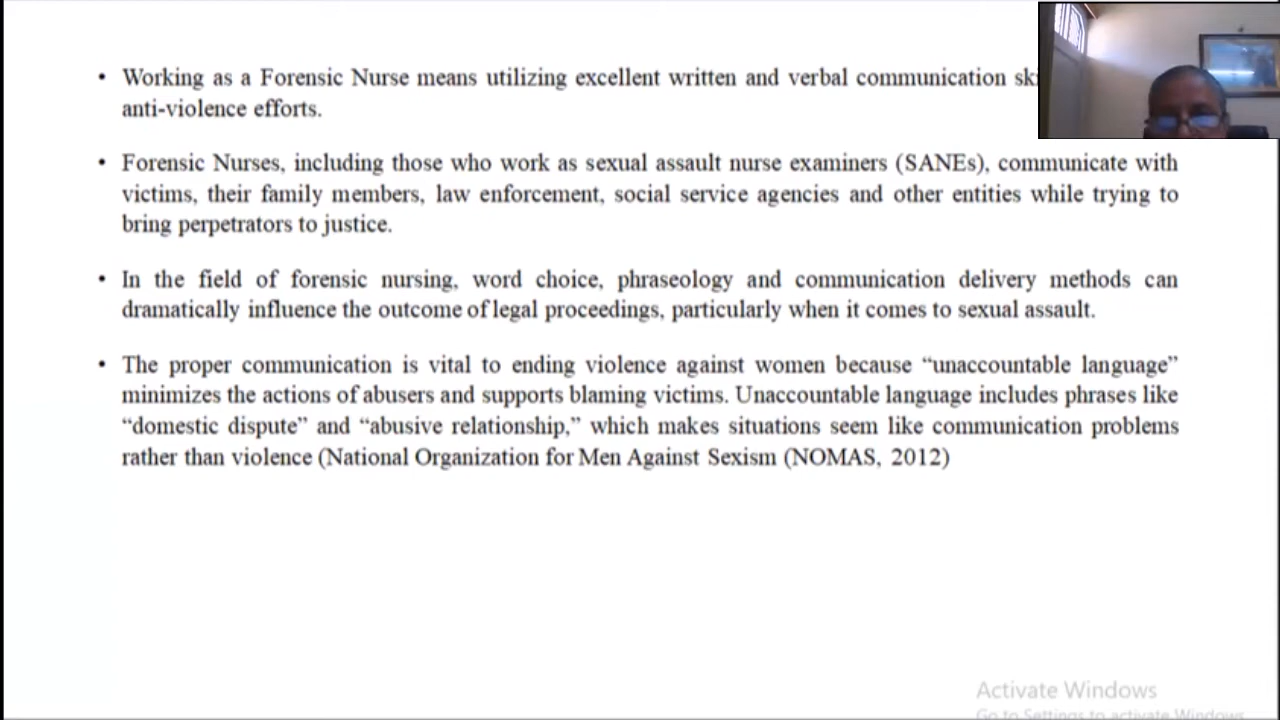 • Working as a Forensic Nurse means utilizing excellent written and verbal communication
anti-violence efforts.
• Forensic Nurses, including those who work as sexual assault nurse examiners (SANEs), communicate with
victims, their family members, law enforcement, social service agencies and other entities while trying to
bring perpetrators to justice.
• In the field of forensic nursing, word choice, phraseology and communication delivery methods can
dramatically influence the outcome of legal proceedings, particularly when it comes to sexual assault.
• The proper communication is vital to ending violence against women because “unaccountable language”
minimizes the actions of abusers and supports blaming victims. Unaccountable language includes phrases like
“domestic dispute” and “abusive relationship,” which makes situations seem like communication problems
rather than violence (National Organization for Men Against Sexism (NOMAS, 2012)
Activate Windows
Go to Settings to activate Windows.